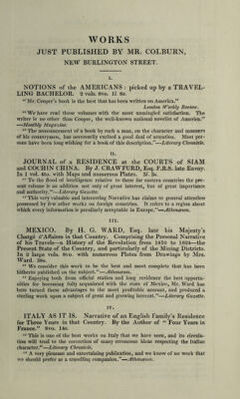 WORKS
JUST PUBLISHED BY MR. COLBURN,
NEW BURLINGTON STREET.
I.
NOTIONS of the AMERICANS: picked up by a TRAVEL-
LING BACHELOR. 2 vols. 8vo. 1l 8s.
"Mr. Cooper's book is the best that has been written on America."
London Weekly Review.
"We have read these volumes with the most unmingled satisfaction. The
writer is no other than Cooper, the well-known national novelist of America."
—Monthly Magazine.
"The announcement of a book by such a man, on the character and manners
of his countrymen, has necessarily excited a good deal of attention. Most per-
sons have been long wishing for a book of this description."—Literary Chronicle.
II.
JOURNAL of a RESIDENCE at the COURTS of SIAM
and COCHIN CHINA. By J. CRAWFURD, Esq. F.R.S. late Envoy.
In 1 vol. 4to. with Maps and numerous Plates.
"To the fund of intelligence relative to these far eastern countries the pre-
sent volume is an addition not only of great interest, but of great importance
and authority."—Literary Gazette.
"This very valuable and interesting Narrative has claims to general attention
possessed by few other works on foreign countries. It refers to a region about
which every information is peculiarly acceptable in Europe."—Athenæum.
III.
MEXICO. By H. G. WARD, Esq. late his Majesty's
Chargé d'Affaires in that Country. Comprising the Personal Narrative
of his Travels—a History of the Revolution from 1810 to 1824—the
Present State of the Country, and particularly of the Mining Districts.
In 2 large vols. 8vo. with numerous Plates from Drawings by Mrs.
Ward. 38s.
"We consider this work to be the best and most complete that has been
hitherto published on the subject."—Athenæum.
"Enjoying both from official station and long residence the best opportu-
nities for becoming fully acquainted with the state of Mexico, Mr. Ward has
here turned these advantages to the most profitable account, and produced a
sterling work upon a subject of great and growing interest."—Literary Gazette.
IV.
ITALY AS IT IS. Narrative of an English Family's Residence
for Three Years in that Country. By the Author of "Four Years in
France." 8vo. 14s.
"This is one of the best works on Italy that we have seen, and its circula-
tion will tend to the correction of many erroneous ideas respecting the Italian
character."—Literary Chronicle.
"A very pleasant and entertaining publication, and we know of no work that
we should prefer as a travelling companion."—Athenæum.